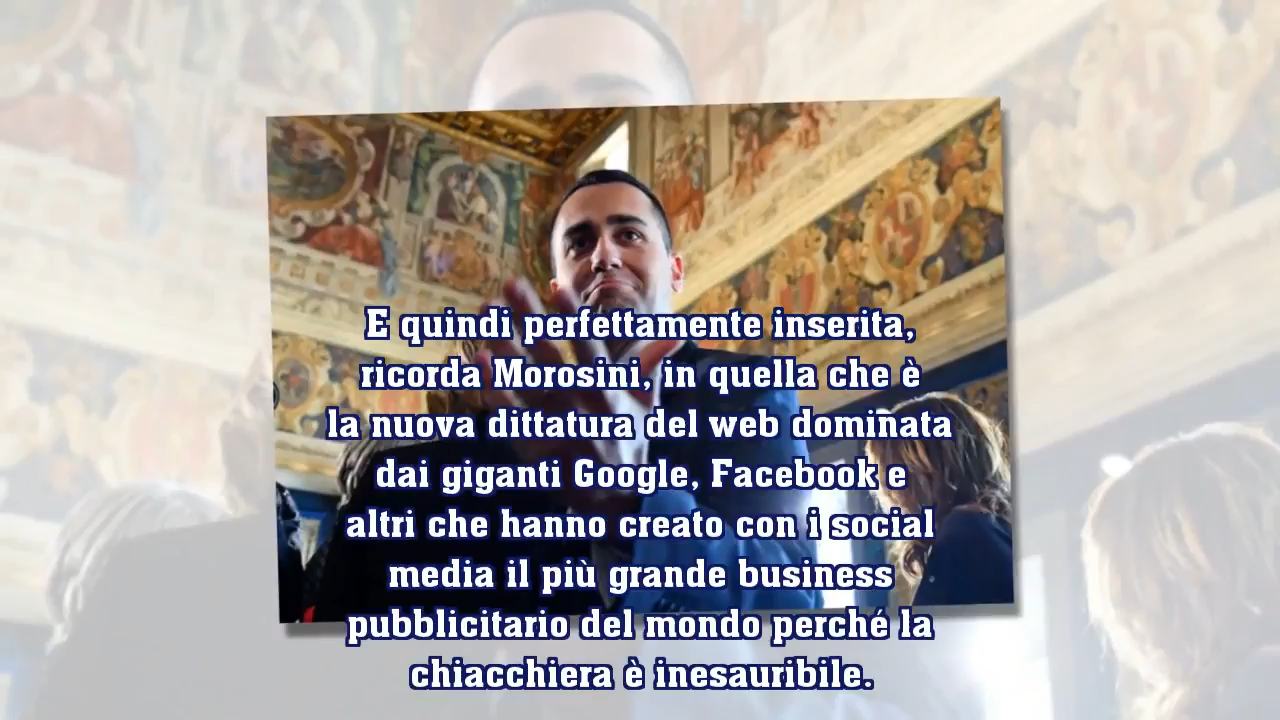 E quindi perfettamente inserita,
ricorda Morosini, in quella che è
la nuova dittatura del web dominata
dai giganti Google, Facebook e
altri che hanno creato con i social
media il più grande business
pubblicitario del mondo perché la
chiacchiera è inesauribile.